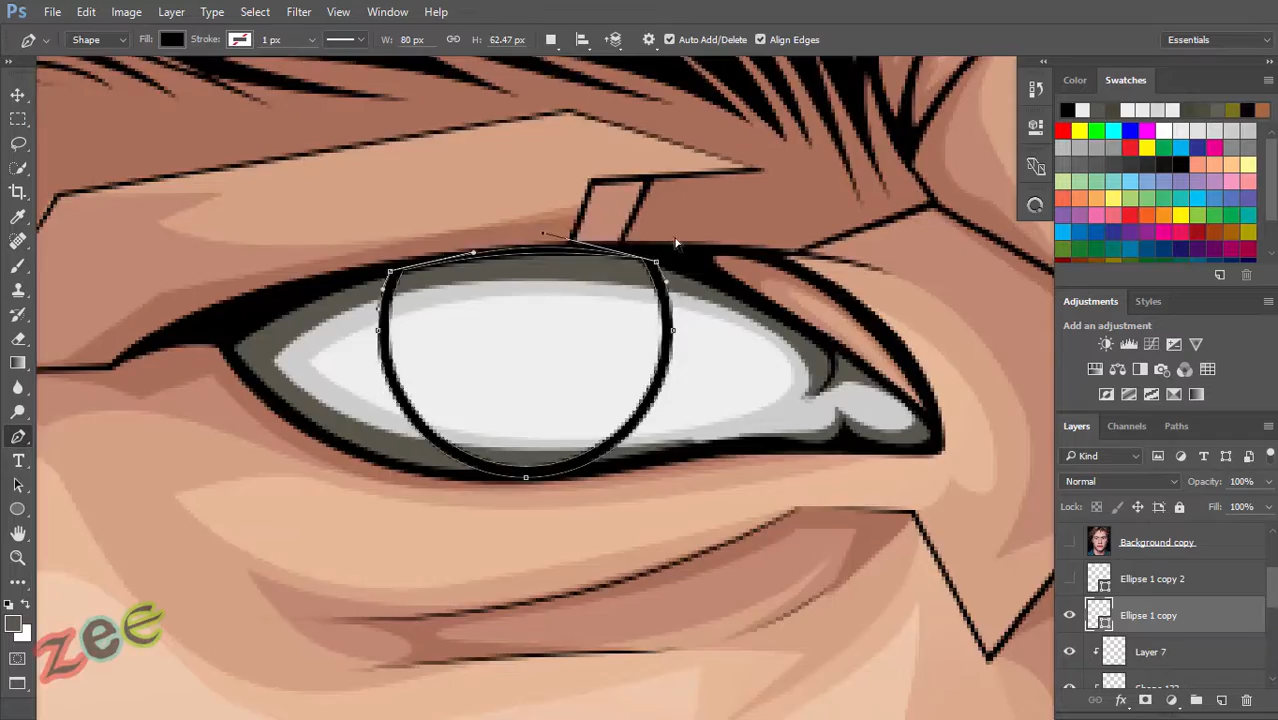 Ps File Edit Image Layer Type Select Filter View Window Help
Shape Fill: Stroke: 1 px W: 80 px H: 62.47 px Auto Add/Delete Align Edges Essentials
Color Swatches
Adjustments Styles
Add an adjustment
Layers Channels Paths
Kind
Normal Opacity: 100%
Lock: Fill: 100%
Background copy
Ellipse 1 copy 2
Ellipse 1 copy
Layer 7
zee